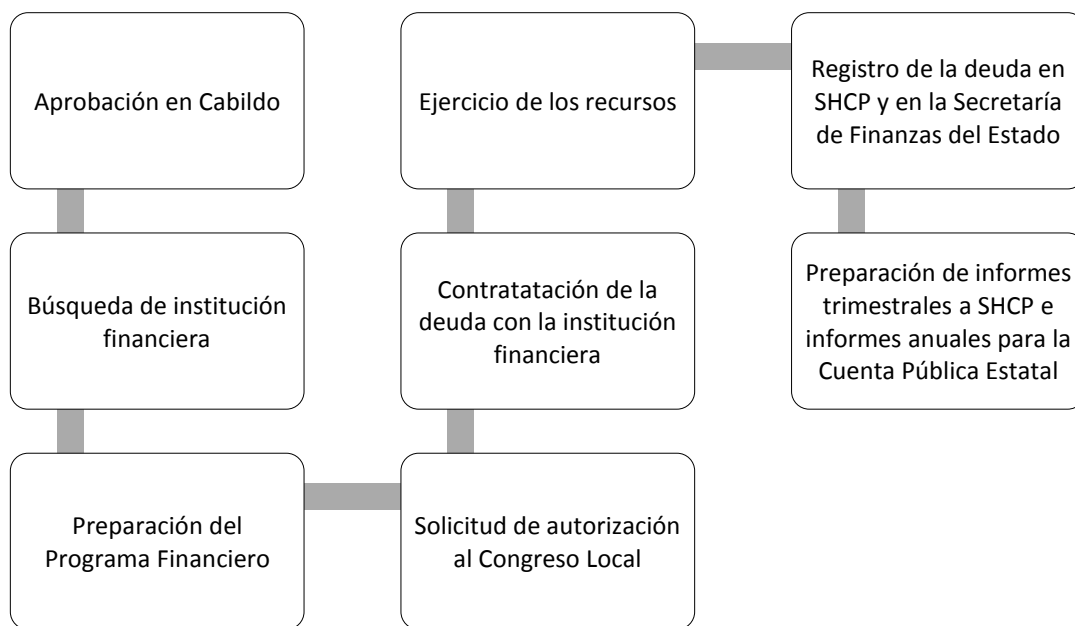 Aprobación en Cabildo
Búsqueda de institución
financiera
Preparación del
Programa Financiero
Solicitud de autorización
al Congreso Local
Contratatación de la
deuda con la institución
financiera
Ejercicio de los recursos
Registro de la deuda en
SHCP y en la Secretaría
de Finanzas del Estado
Preparación de informes
trimestrales a SHCP e
informes anuales para la
Cuenta Pública Estatal